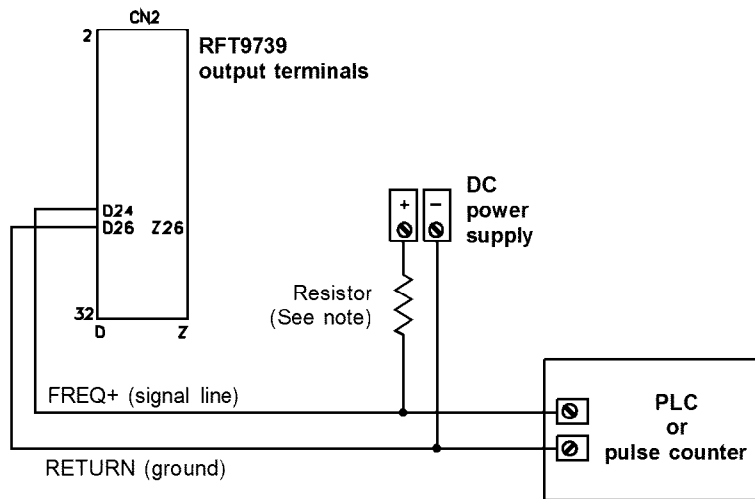 CN2
2
RFT9739
output terminals
D24
D26 Z26
32
D Z
+ −
DC
power
supply
Resistor
(See note)
FREQ+ (signal line)
RETURN (ground)
PLC
or
pulse counter